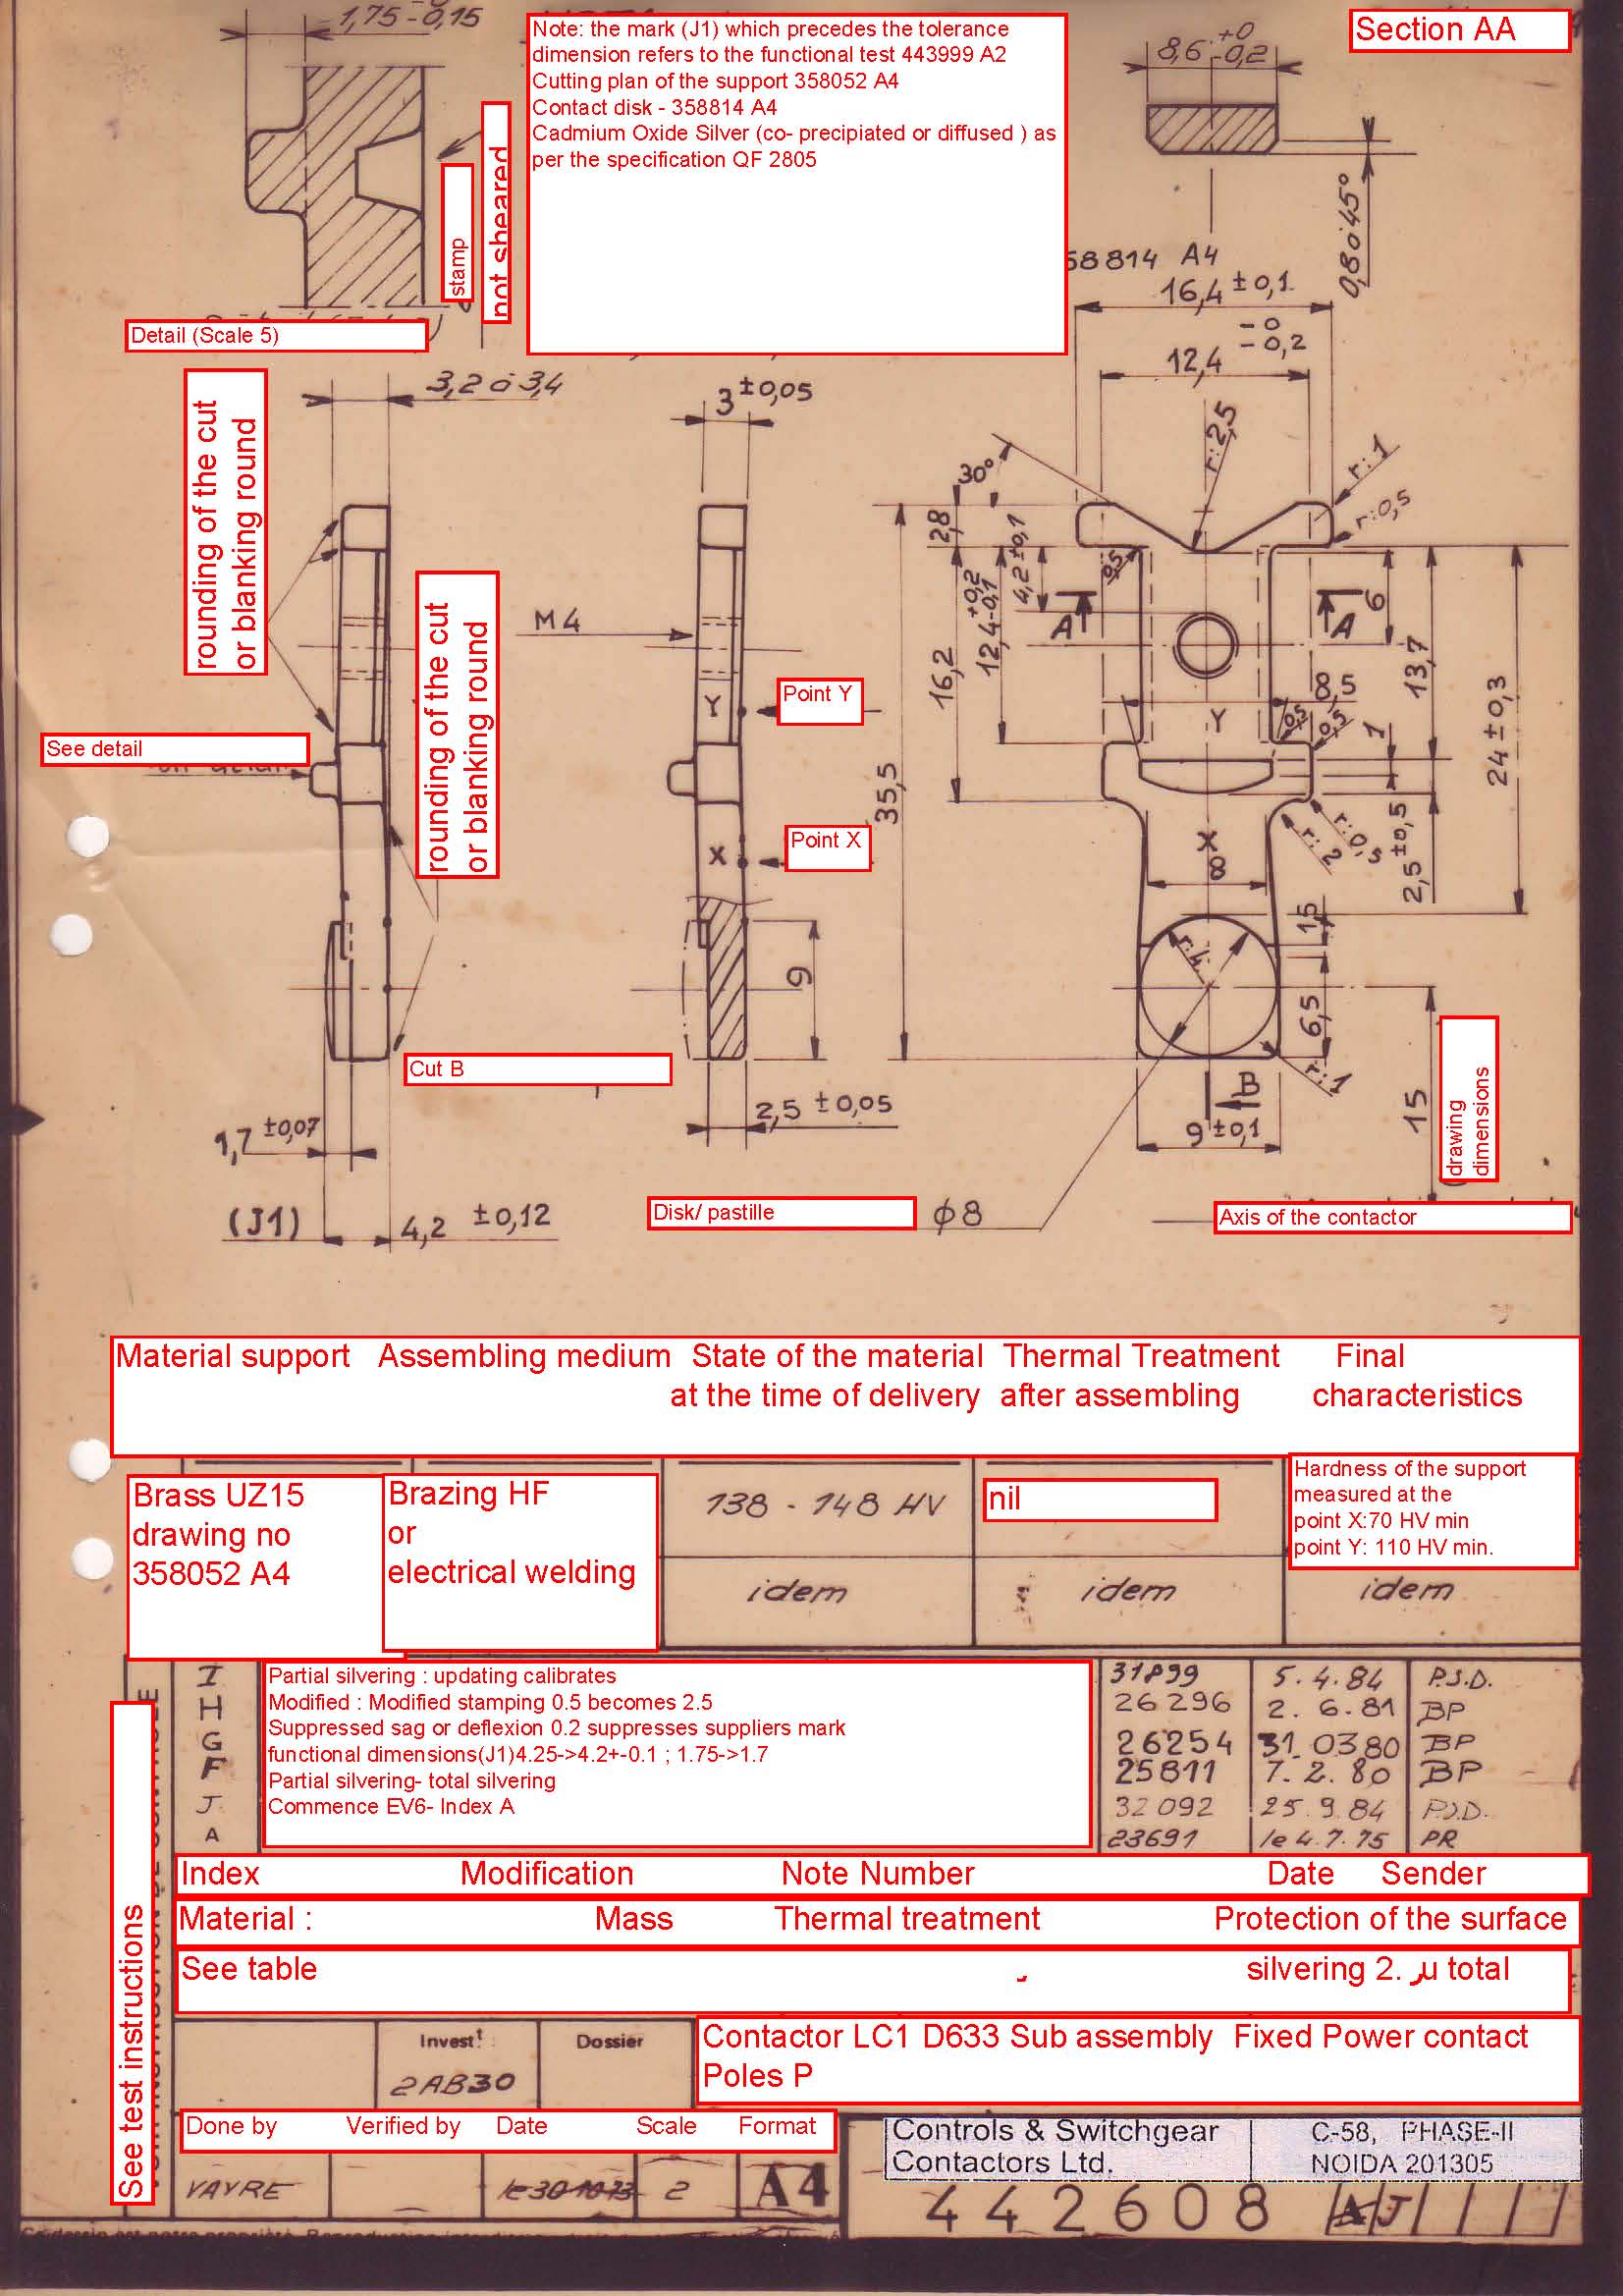 1,75-0,15
Note: the mark (J1) which precedes the tolerance
dimension refers to the functional test 443999 A2
Cutting plan of the support 358052 A4
Contact disk - 358814 A4
Cadmium Oxide Silver (co- precipiated or diffused ) as
per the specification QF 2805
8,6 +0 -0,2
Section AA
stamp
not sheared
0,8 à 45°
Detail (Scale 5)
58814 A4
16,4 ±0,1
12,4 -0 -0,2
3,2 à 3,4
3 ±0,05
rounding of the cut
or blanking round
r:2,5
r:1
r:0,5
30°
2,8
0,5
4,2 ±0,1
12,4 +0,2 -0,1
16,2
M4
A
A
6
13,7
24 ±0,3
8,5
Y
Point Y
Y
0,5
0,5
1
See detail
rounding of the cut
or blanking round
35,5
X
Point X
X
8
r:2
r:0,5
2,5 ±0,5
1,5
r.4
9
6,5
r:1
Cut B
15
drawing
dimensions
B
9 ±0,1
2,5 ±0,05
1,7 ±0,07
(J1)
4,2 ±0,12
Disk/ pastille
ϕ8
Axis of the contactor
Material support Assembling medium State of the material Thermal Treatment Final
at the time of delivery after assembling characteristics
Brass UZ15
drawing no
358052 A4
Brazing HF
or
electrical welding
138 - 148 HV
nil
Hardness of the support
measured at the
point X:70 HV min
point Y: 110 HV min.
idem
idem
idem
I Partial silvering : updating calibrates 31899 5.4.84 P.J.D.
H Modified : Modified stamping 0.5 becomes 2.5 26296 2.6.81 BP
G Suppressed sag or deflexion 0.2 suppresses suppliers mark 26254 31.03.80 BP
F functional dimensions(J1)4.25->4.2+-0.1 ; 1.75->1.7 25811 7.2.80 BP
J Partial silvering- total silvering 32092 25.9.84 P.J.D.
A Commence EV6- Index A 23691 le 4.7.75 PR
Index Modification Note Number Date Sender
Material : Mass Thermal treatment Protection of the surface
See table silvering 2. µ total
See test instructions
Invest.t Dossier
2AB30
Contactor LC1 D633 Sub assembly Fixed Power contact
Poles P
Done by Verified by Date Scale Format
VAYRE le 30 10 73 2 A4
Controls & Switchgear
Contactors Ltd.
C-58, PHASE-II
NOIDA 201305
442608 A J